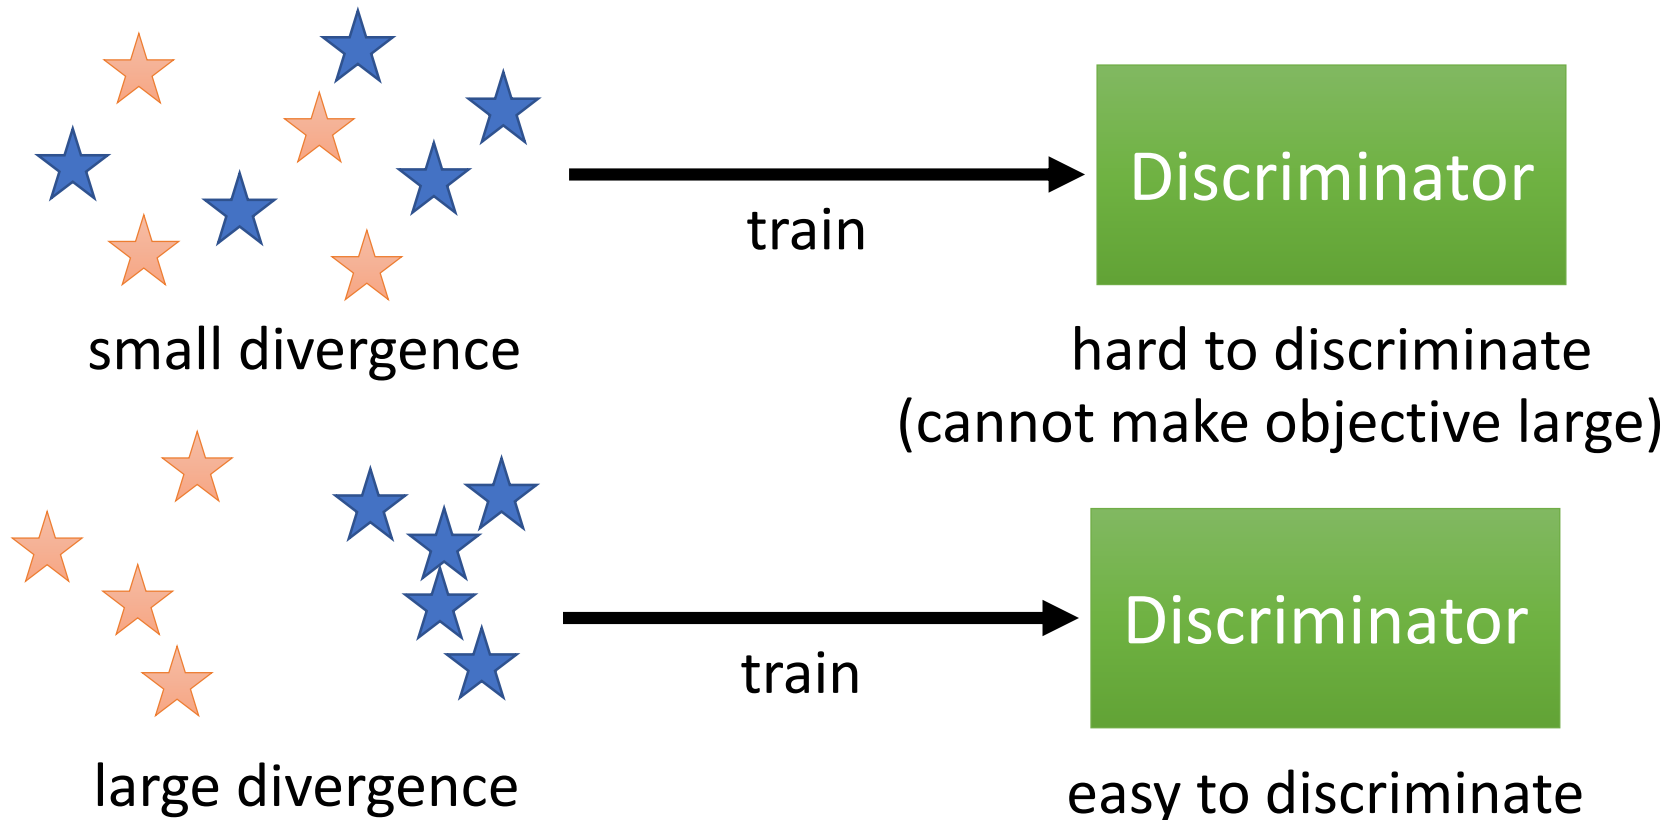 Discriminator
train
small divergence
hard to discriminate
(cannot make objective large)
Discriminator
train
large divergence
easy to discriminate